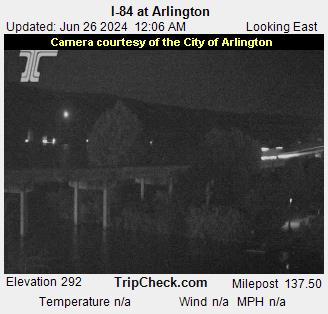 I-84 at Arlington
Updated: Jun 26 2024 12:06 AM Looking East
Camera courtesy of the City of Arlington
Elevation 292 TripCheck.com Milepost 137.50
Temperature n/a Wind n/a MPH n/a